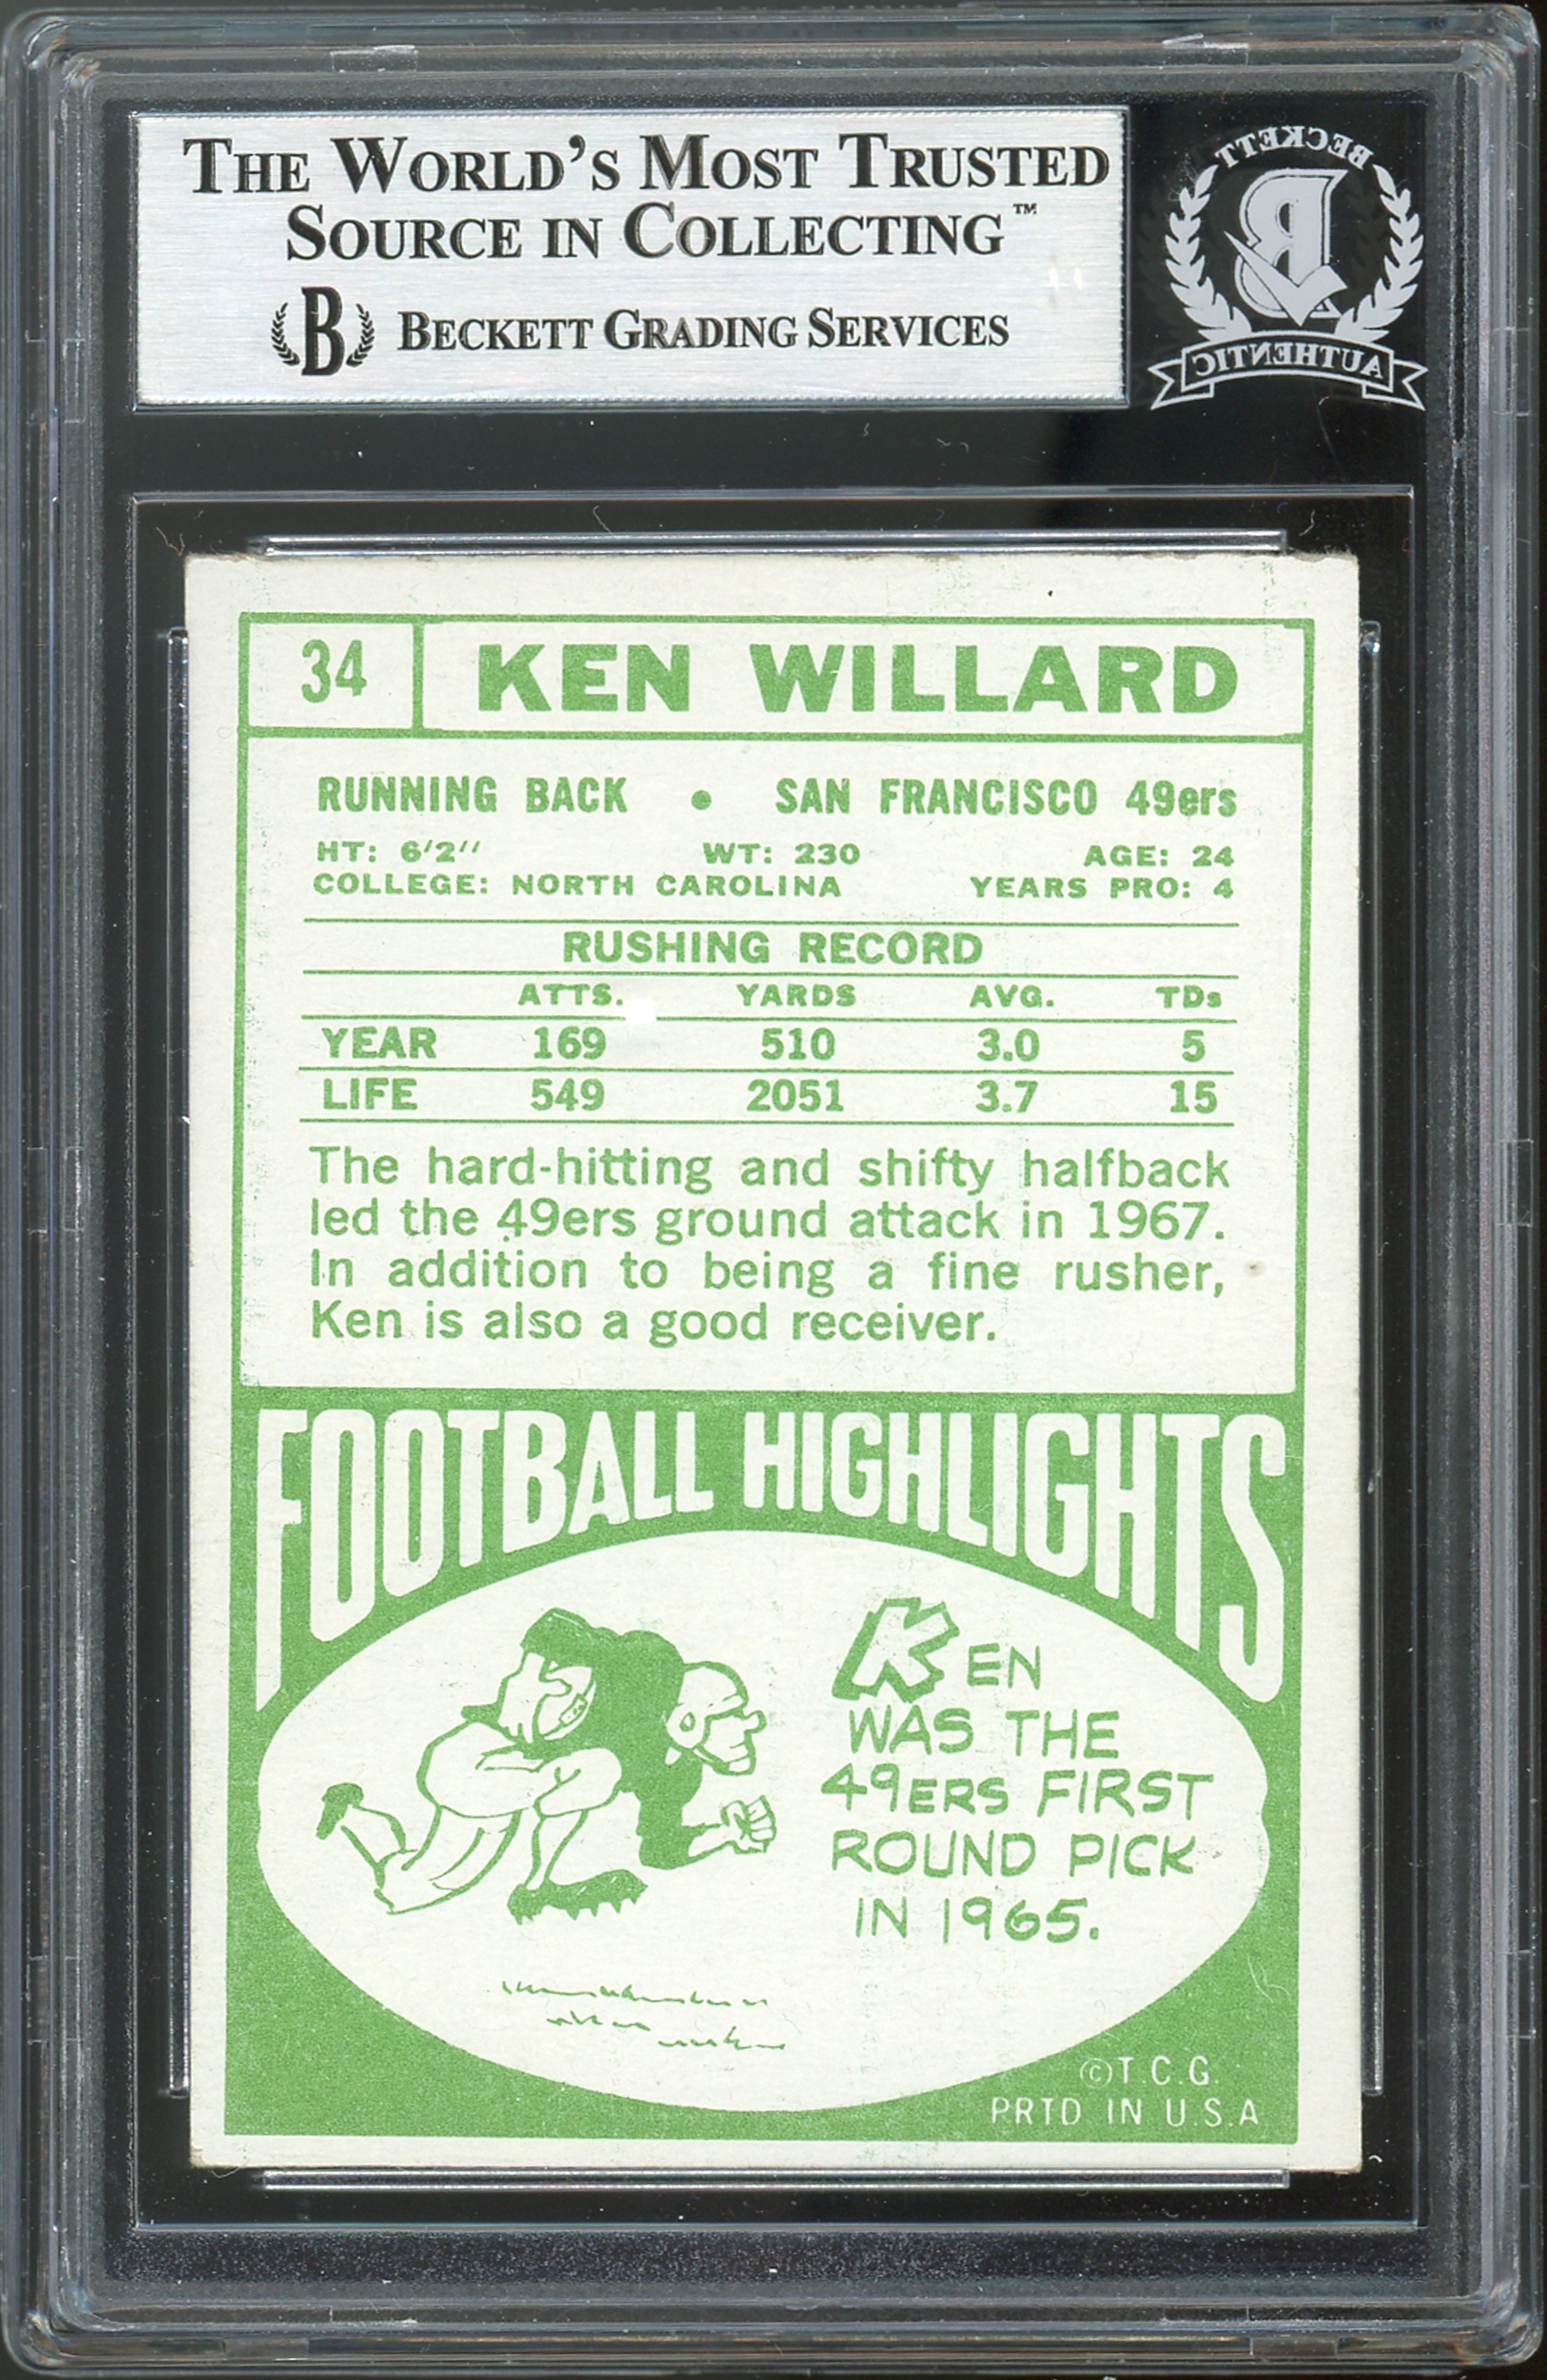 THE WORLD'S MOST TRUSTED
SOURCE IN COLLECTING™
B BECKETT GRADING SERVICES
BECKETT
B
AUTHENTIC
34 KEN WILLARD
RUNNING BACK • SAN FRANCISCO 49ers
HT: 6'2" WT: 230 AGE: 24
COLLEGE: NORTH CAROLINA YEARS PRO: 4
RUSHING RECORD
ATTS. YARDS AVG. TDs
YEAR 169 510 3.0 5
LIFE 549 2051 3.7 15
The hard-hitting and shifty halfback
led the 49ers ground attack in 1967.
In addition to being a fine rusher,
Ken is also a good receiver.
FOOTBALL HIGHLIGHTS
KEN
WAS THE
49ERS FIRST
ROUND PICK
IN 1965.
©T.C.G.
PRTD IN U.S.A